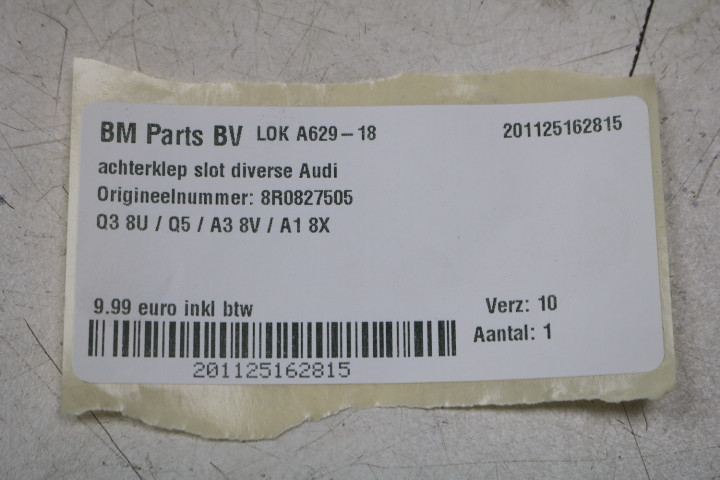 BM Parts BV LOK A629-18 201125162815
achterklep slot diverse Audi
Origineelnummer: 8R0827505
Q3 8U / Q5 / A3 8V / A1 8X
9.99 euro inkl btw Verz: 10
Aantal: 1
201125162815